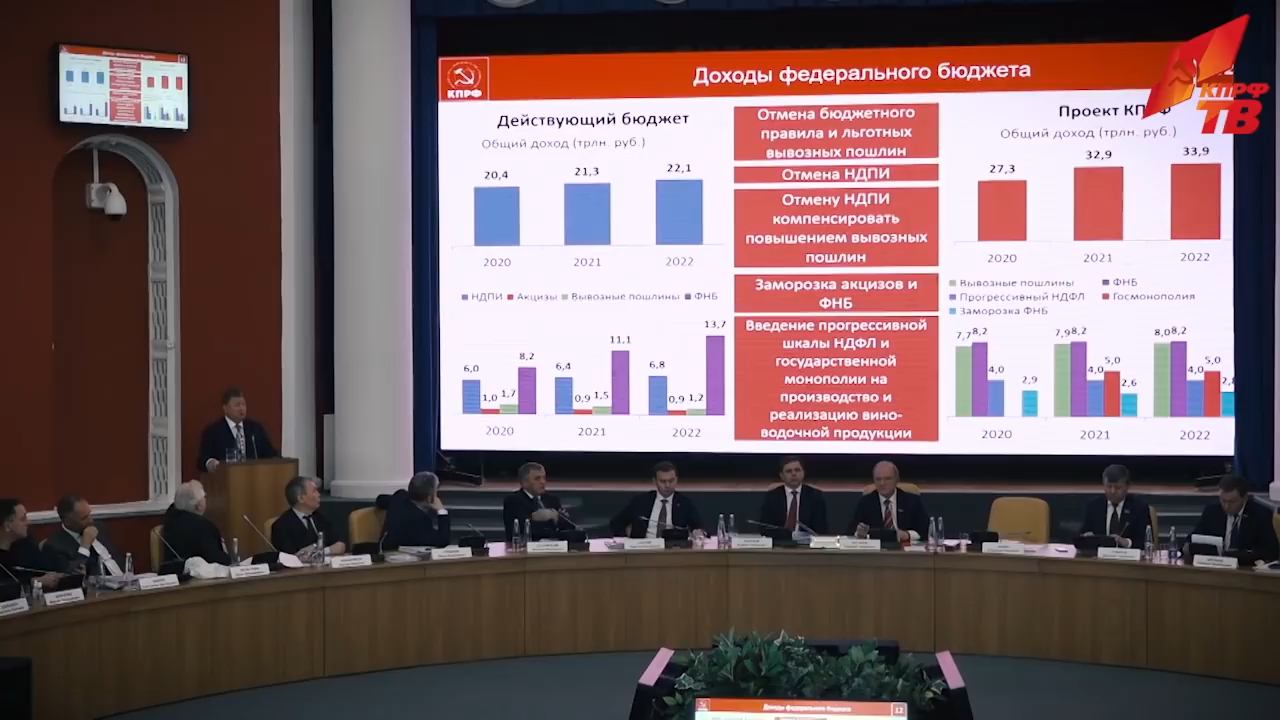 КПРФ
Доходы федерального бюджета
КПРФ
ТВ
Действующий бюджет
Общий доход (трлн. руб.)
20,4
21,3
22,1
2020
2021
2022
НДПИ Акцизы Вывозные пошлины ФНБ
6,0
1,0
1,7
8,2
6,4
0,9
1,5
11,1
6,8
0,9
1,2
13,7
2020
2021
2022
Отмена бюджетного
правила и льготных
вывозных пошлин
Отмена НДПИ
Отмену НДПИ
компенсировать
повышением вывозных
пошлин
Заморозка акцизов и
ФНБ
Введение прогрессивной
шкалы НДФЛ и
государственной
монополии на
производство и
реализацию вино-
водочной продукции
Проект
Общий доход (трлн. руб.)
27,3
32,9
33,9
2020
2021
2022
Вывозные пошлины ФНБ
Прогрессивный НДФЛ Госмонополия
Заморозка ФНБ
7,7
8,2
4,0
2,9
7,9
8,2
4,0
5,0
2,6
8,0
8,2
4,0
5,0
2020
2021
2022
Доходы федерального бюджета
12